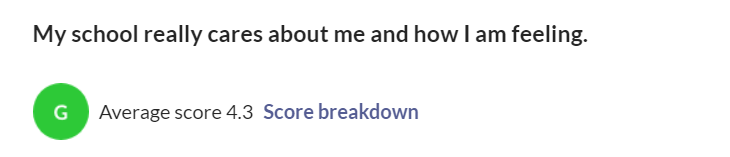 My school really cares about me and how I am feeling.
G Average score 4.3 Score breakdown